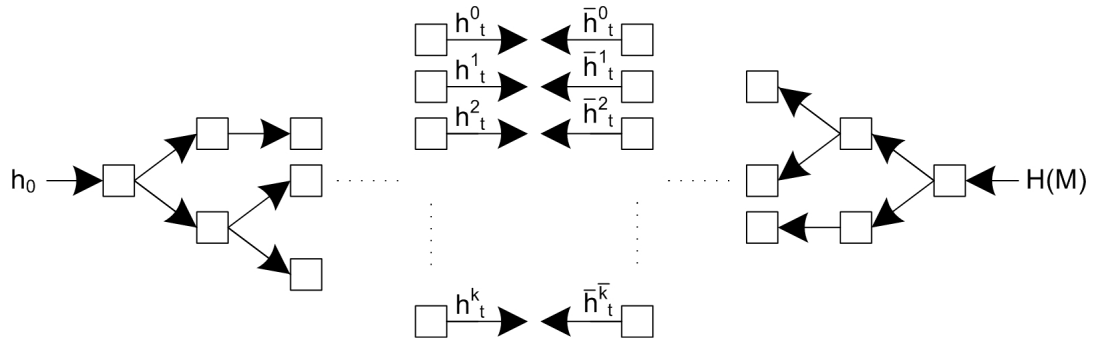 h⁰ₜ h̄⁰ₜ
h¹ₜ h̄¹ₜ
h²ₜ h̄²ₜ
h₀ H(M)
hᵏₜ h̄ᵏ̄ₜ